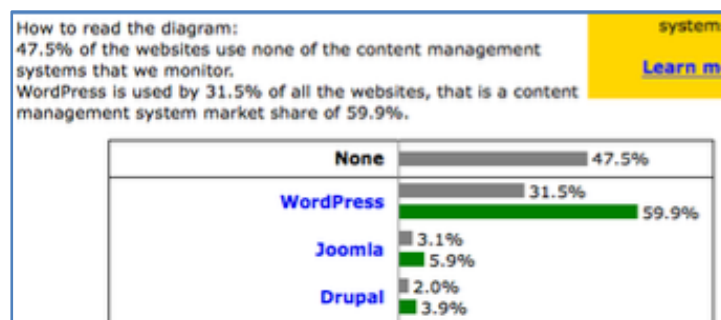 How to read the diagram:
47.5% of the websites use none of the content management
systems that we monitor.
WordPress is used by 31.5% of all the websites, that is a content
management system market share of 59.9%.
Learn
None 47.5%
WordPress 31.5%
59.9%
Joomla 3.1%
5.9%
Drupal 2.0%
3.9%